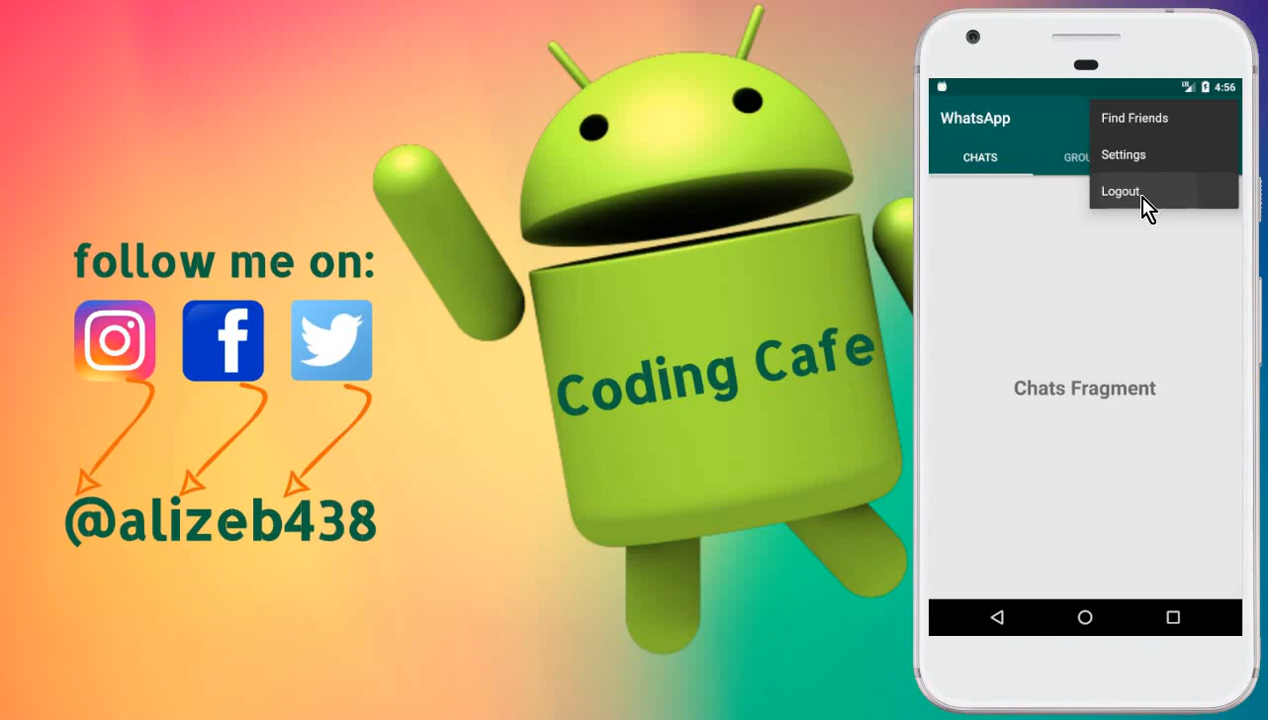 follow me on:
@alizeb438
Coding Cafe
4:56
WhatsApp
Find Friends
CHATS
Settings
Logout
Chats Fragment